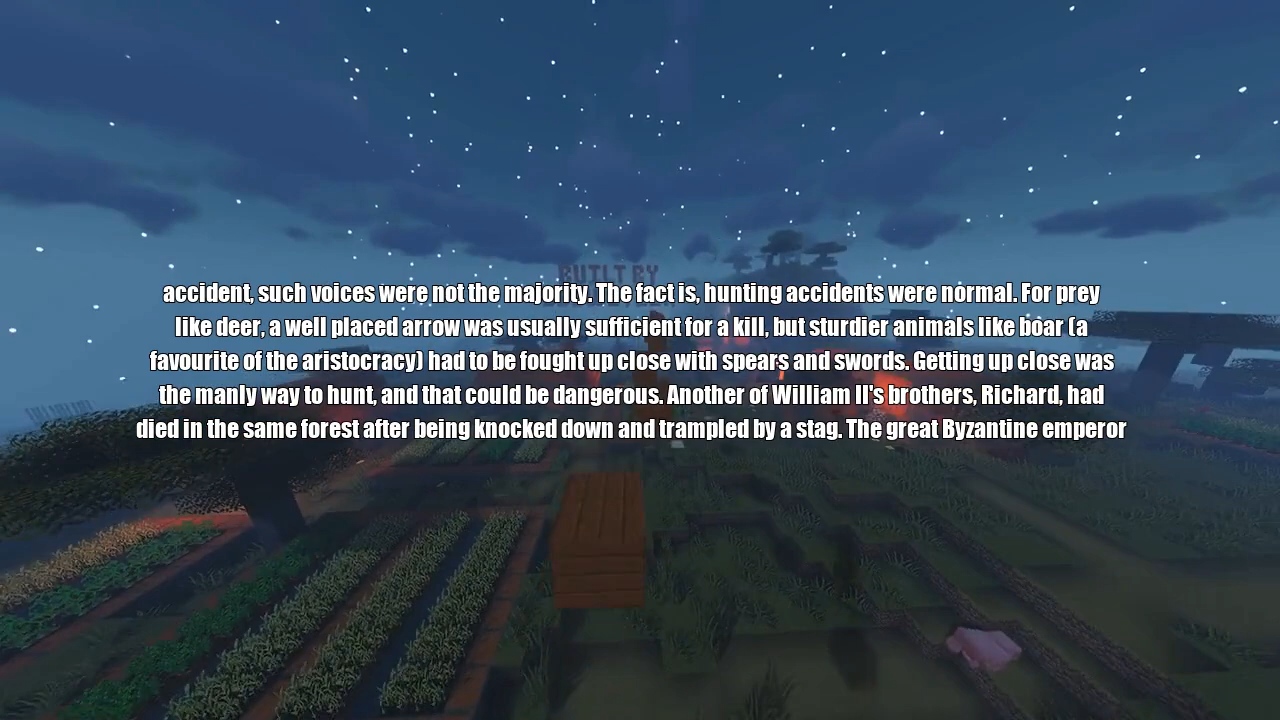 BUILT BY
accident, such voices were not the majority. The fact is, hunting accidents were normal. For prey
like deer, a well placed arrow was usually sufficient for a kill, but sturdier animals like boar (a
favourite of the aristocracy) had to be fought up close with spears and swords. Getting up close was
the manly way to hunt, and that could be dangerous. Another of William II's brothers, Richard, had
died in the same forest after being knocked down and trampled by a stag. The great Byzantine emperor